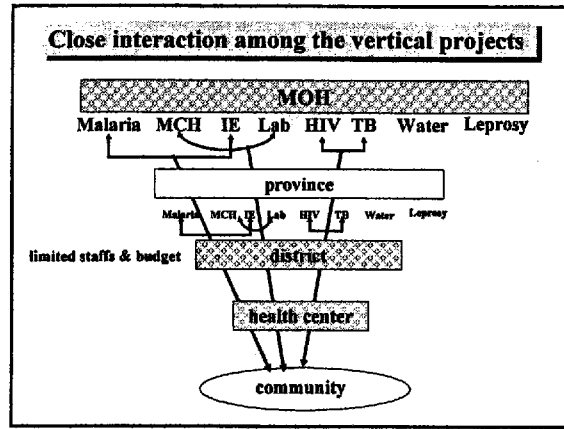 Close interaction among the vertical projects
MOH
Malaria MCH IE Lab HIV TB Water Leprosy
province
Malaria MCH IE Lab HIV TB Water Leprosy
limited staffs & budget
district
health center
community